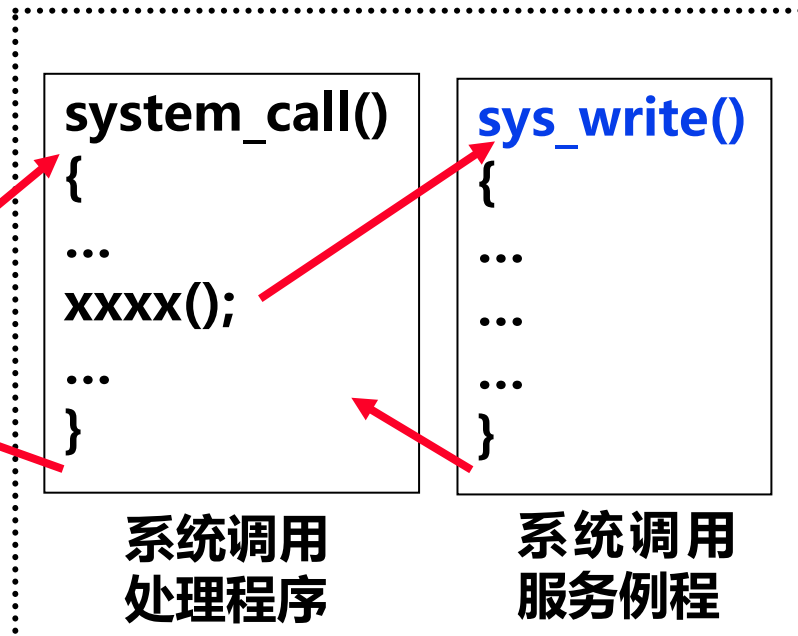 system_call()
{
...
xxxx();
...
}
系统调用
处理程序
sys_write()
{
...
...
...
}
系统调用
服务例程